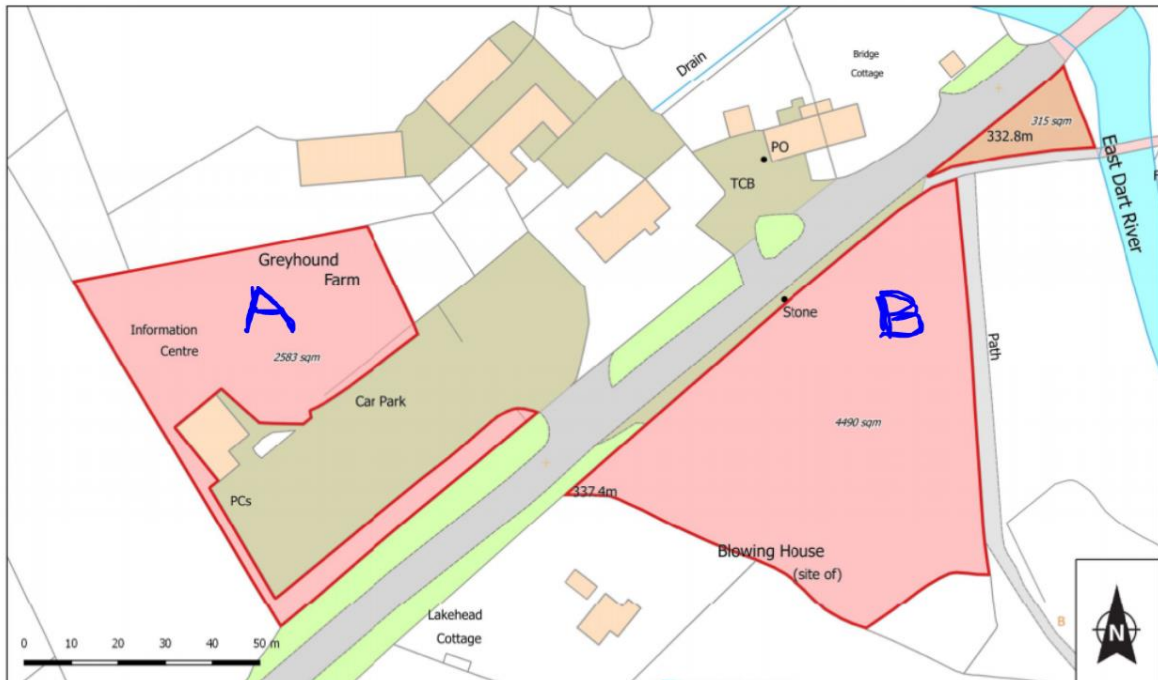 Bridge
Cottage
Drain
315 sqm
332.8m
PO
TCB
East Dart River
Greyhound
Farm
A
B
Stone
Information
Centre
2583 sqm
Path
Car Park
4490 sqm
337.4m
PCs
Blowing House
(site of)
Lakehead
Cottage
B
N
0 10 20 30 40 50 m